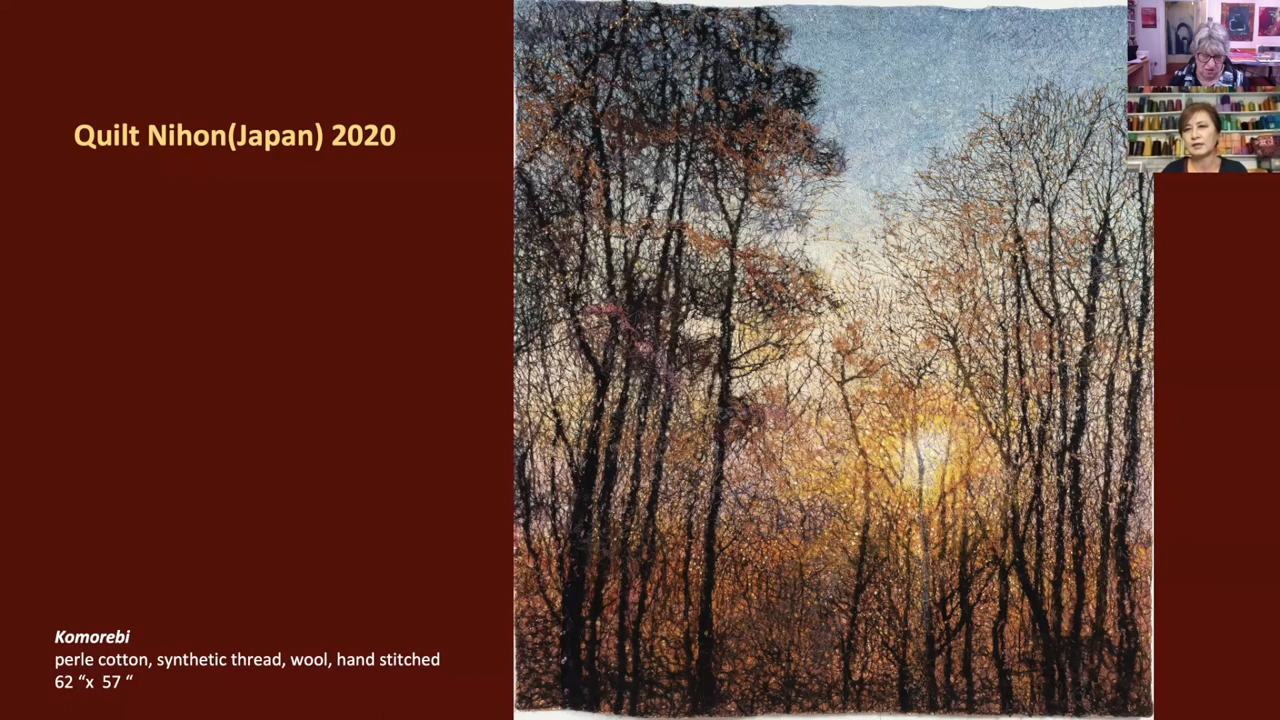 Quilt Nihon(Japan) 2020
Komorebi
perle cotton, synthetic thread, wool, hand stitched
62 “x  57 “